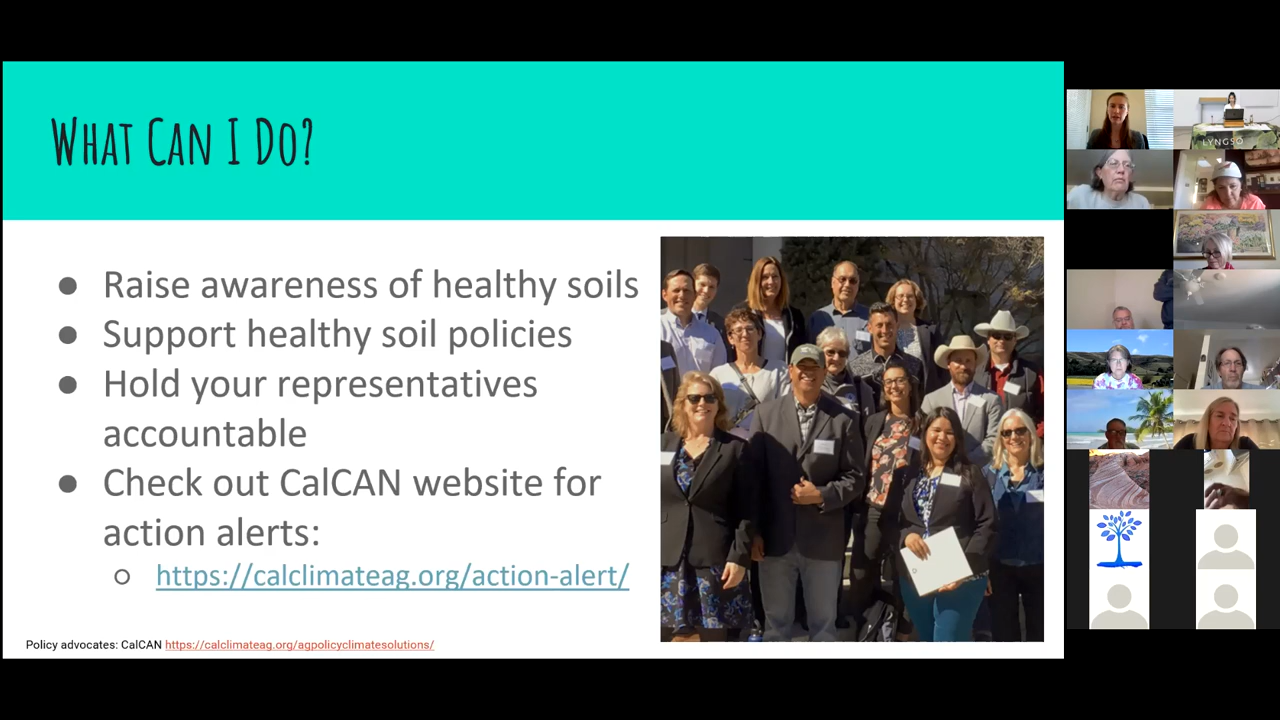 WHAT CAN I DO?
● Raise awareness of healthy soils
● Support healthy soil policies
● Hold your representatives
accountable
● Check out CalCAN website for
action alerts:
○ https://calclimateag.org/action-alert/
Policy advocates: CalCAN https://calclimateag.org/agpolicyclimatesolutions/
LYNGSO